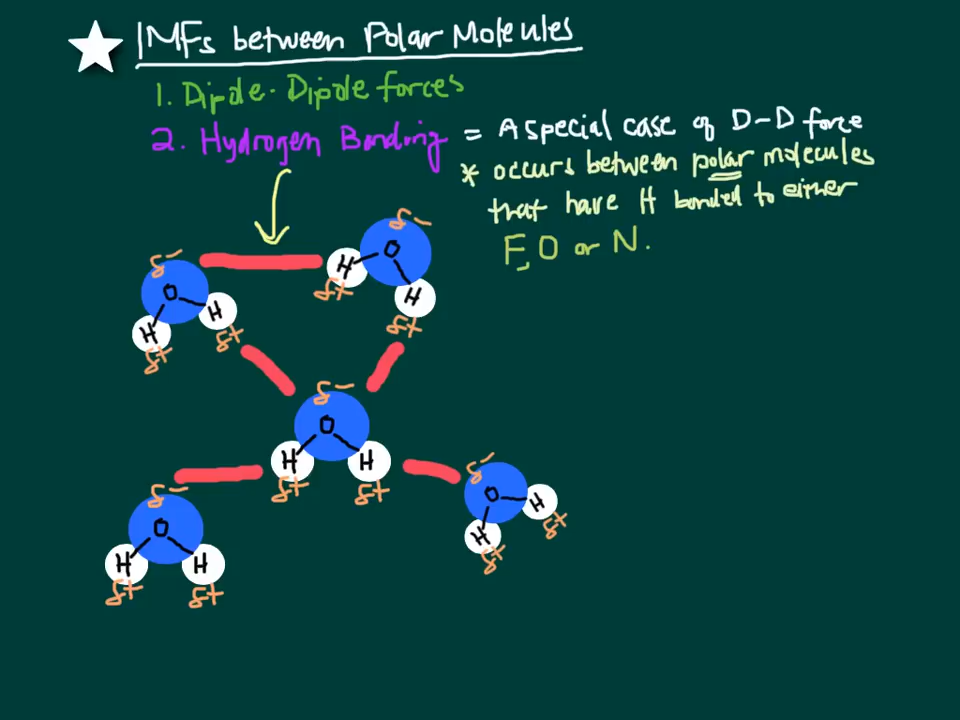 IMFs between Polar Molecules
1. Dipole-Dipole forces
2. Hydrogen Bonding = A special case of D-D force
* occurs between polar molecules
that have H bonded to either
F, O or N.
δ-
O
H
H
δ+
δ+
δ-
O
H
H
δ+
δ+
δ-
O
H
H
δ+
δ+
δ-
O
H
H
δ+
δ+
δ-
O
H
H
δ+
δ+